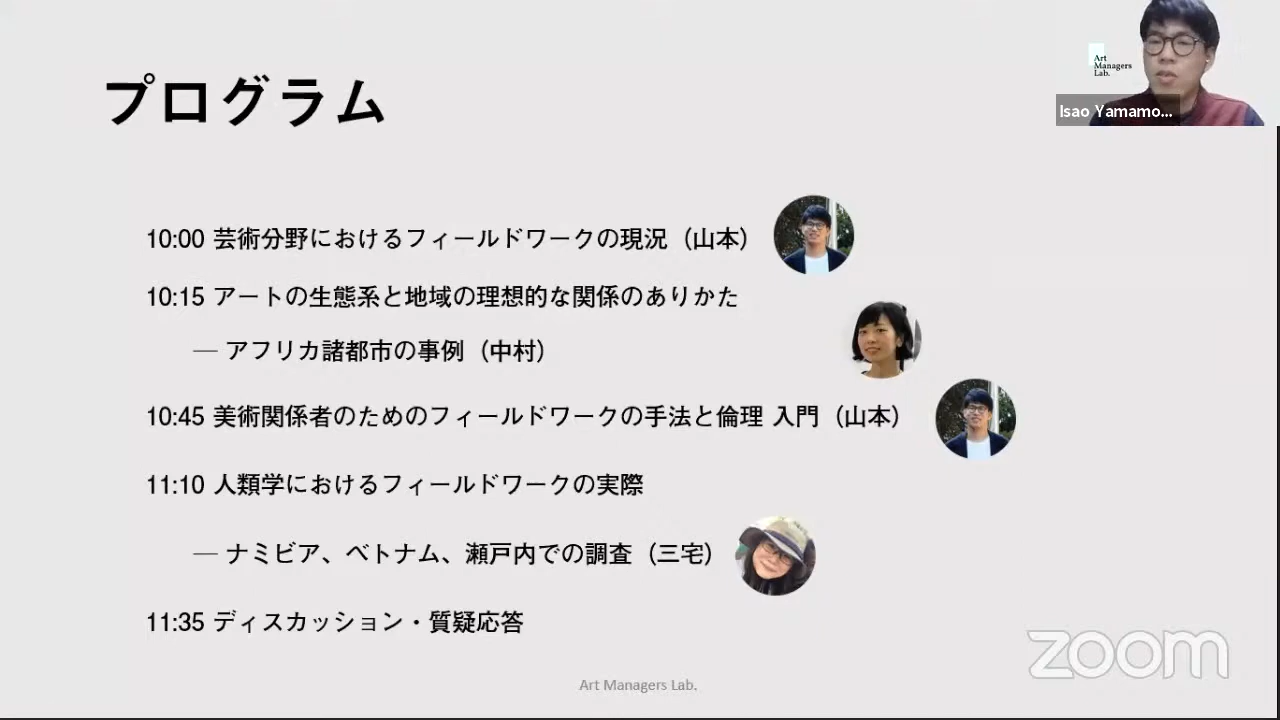 プログラム
Art
Managers
Lab.
Isao Yamamo...
10:00 芸術分野におけるフィールドワークの現況（山本）
10:15 アートの生態系と地域の理想的な関係のありかた
― アフリカ諸都市の事例（中村）
10:45 美術関係者のためのフィールドワークの手法と倫理 入門（山本）
11:10 人類学におけるフィールドワークの実際
― ナミビア、ベトナム、瀬戸内での調査（三宅）
11:35 ディスカッション・質疑応答
zoom
Art Managers Lab.